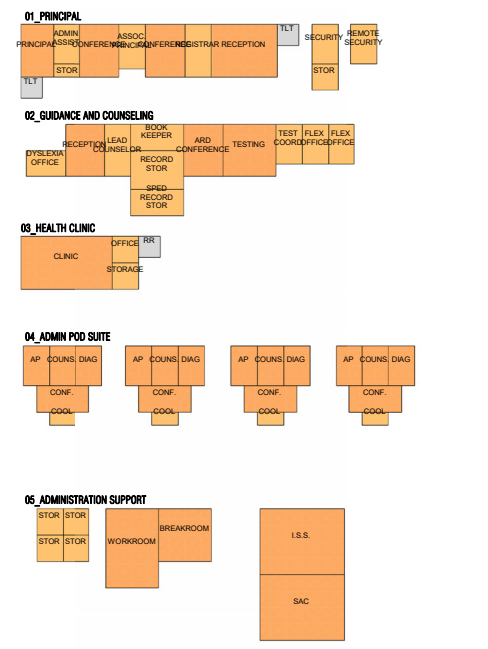 01_PRINCIPAL
PRINCIPAL
ADMIN
ASSIST
STOR
CONFERENCE
ASSOC.
PRINCIPAL
CONFERENCE
REGISTRAR
RECEPTION
TLT
SECURITY
STOR
REMOTE
SECURITY
TLT
02_GUIDANCE AND COUNSELING
DYSLEXIA
OFFICE
RECEPTION
LEAD
COUNSELOR
BOOK
KEEPER
RECORD
STOR
SPED
RECORD
STOR
ARD
CONFERENCE
TESTING
TEST
COORD
FLEX
OFFICE
FLEX
OFFICE
03_HEALTH CLINIC
CLINIC
OFFICE
STORAGE
RR
04_ADMIN POD SUITE
AP COUNS. DIAG
CONF.
COOL
AP COUNS. DIAG
CONF.
COOL
AP COUNS. DIAG
CONF.
COOL
AP COUNS. DIAG
CONF.
COOL
05_ADMINISTRATION SUPPORT
STOR STOR
STOR STOR
WORKROOM
BREAKROOM
I.S.S.
SAC